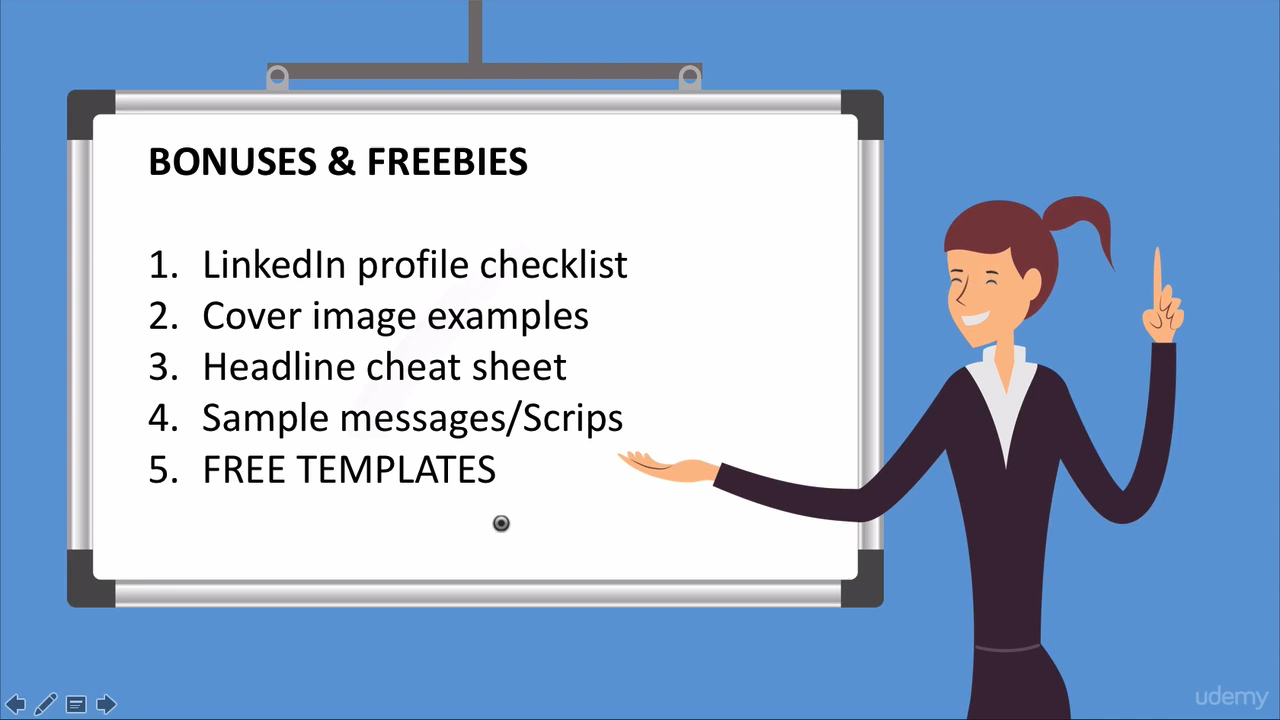 BONUSES & FREEBIES
1. LinkedIn profile checklist
2. Cover image examples
3. Headline cheat sheet
4. Sample messages/Scrips
5. FREE TEMPLATES
udemy